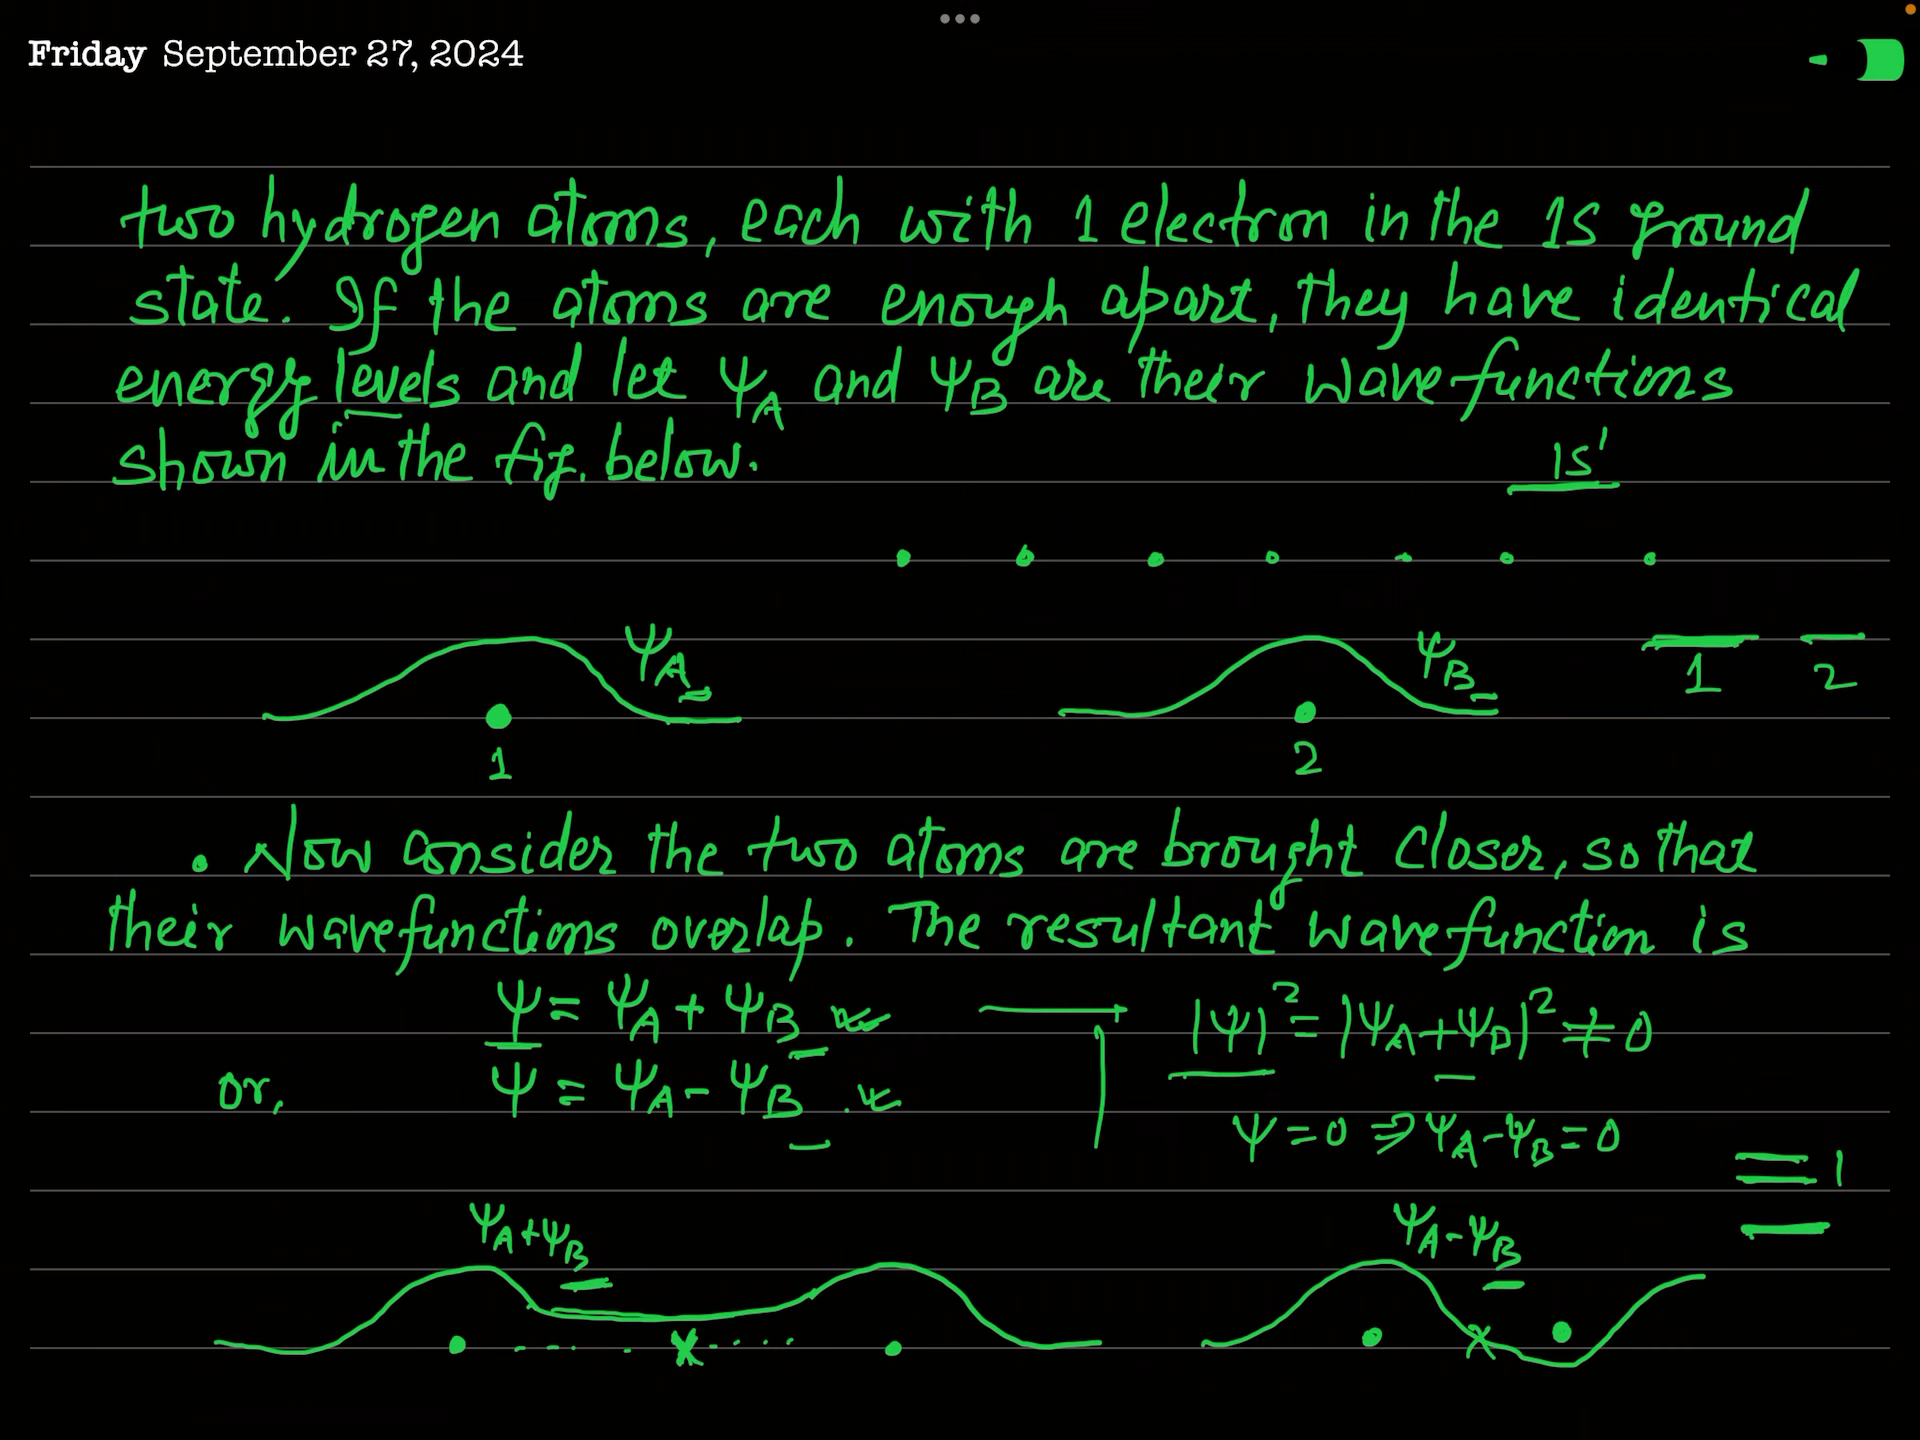 Friday September 27, 2024
two hydrogen atoms, each with 1 electron in the 1s ground
state. If the atoms are enough apart, they have identical
energy levels and let ψA and ψB are their wavefunctions
shown in the fig. below.
1s¹
ψA ψB
1 2
1 2
• Now consider the two atoms are brought closer, so that
their wavefunctions overlap. The resultant wavefunction is
ψ = ψA + ψB |ψ|² = |ψA+ψB|² ≠ 0
or, ψ = ψA - ψB
ψ=0 ⇒ ψA-ψB=0
1
ψA+ψB ψA-ψB
x x